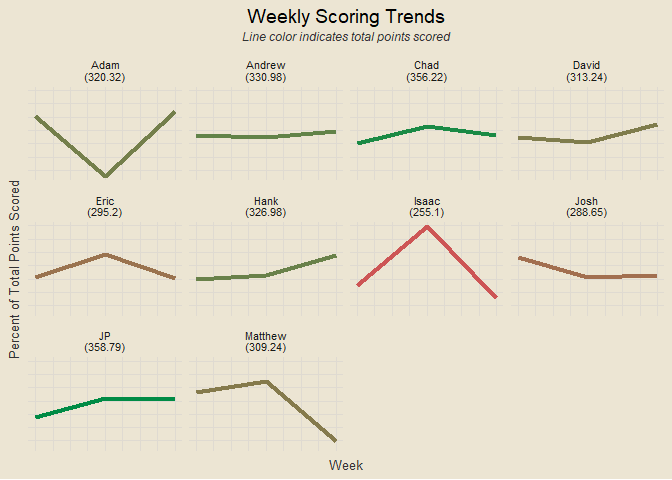 Weekly Scoring Trends
Line color indicates total points scored
Adam
(320.32)
Andrew
(330.98)
Chad
(356.22)
David
(313.24)
Eric
(295.2)
Hank
(326.98)
Isaac
(255.1)
Josh
(288.65)
JP
(358.79)
Matthew
(309.24)
Percent of Total Points Scored
Week